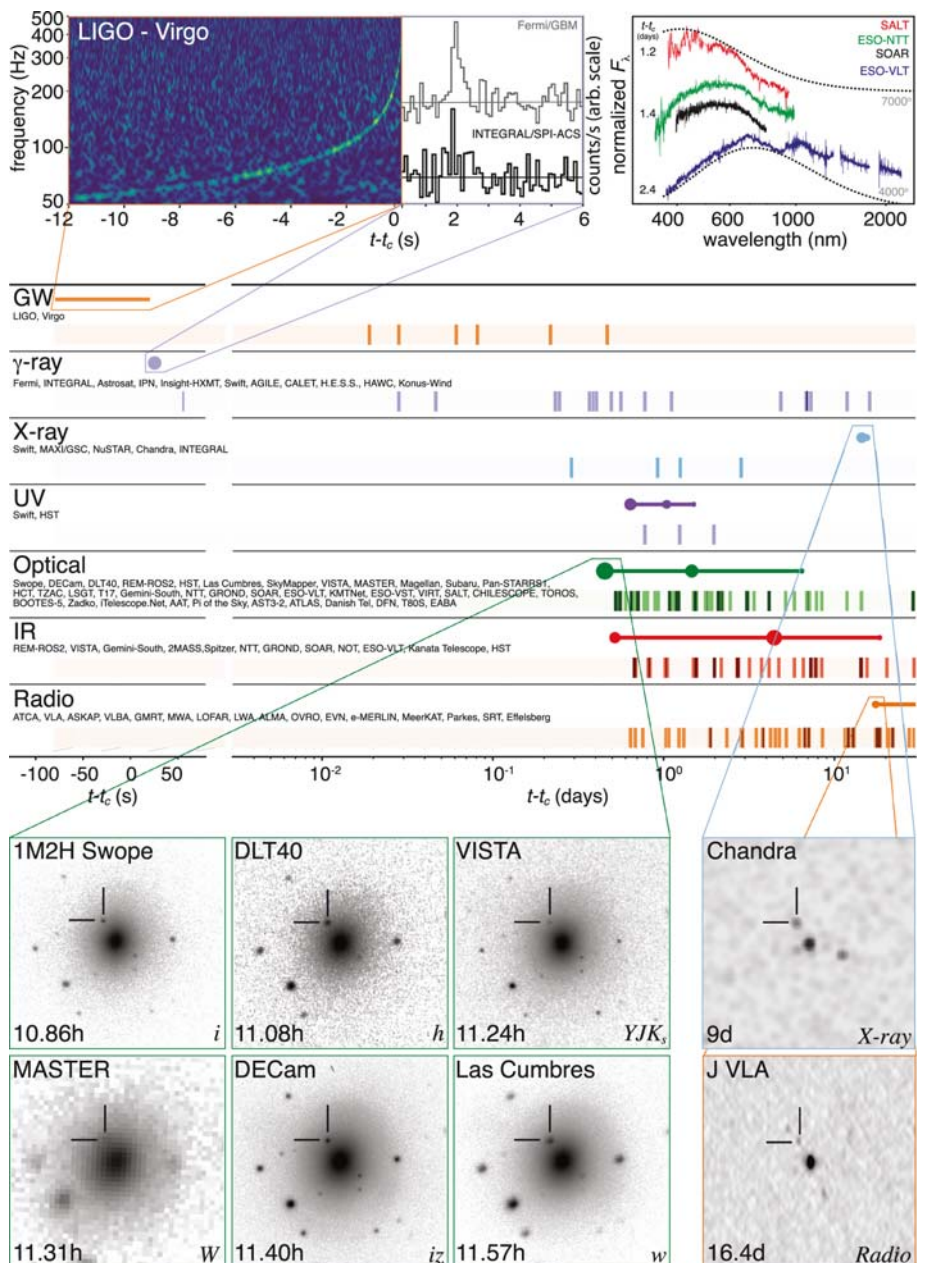 LIGO - Virgo
frequency (Hz)
500
400
300
200
100
50
-12
-10
-8
-6
-4
-2
0
2
4
6
t-tc (s)
Fermi/GBM
INTEGRAL/SPI-ACS
counts/s (arb. scale)
normalized Fλ
t-tc
(days)
1.2
1.4
2.4
SALT
ESO-NTT
SOAR
ESO-VLT
7000°
4000°
400
600
1000
2000
wavelength (nm)
GW
LIGO, Virgo
γ-ray
Fermi, INTEGRAL, Astrosat, IPN, Insight-HXMT, Swift, AGILE, CALET, H.E.S.S., HAWC, Konus-Wind
X-ray
Swift, MAXI/GSC, NuSTAR, Chandra, INTEGRAL
UV
Swift, HST
Optical
Swope, DECam, DLT40, REM-ROS2, HST, Las Cumbres, SkyMapper, VISTA, MASTER, Magellan, Subaru, Pan-STARRS1,
HCT, TZAC, LSGT, T17, Gemini-South, NTT, GROND, SOAR, ESO-VLT, KMTNet, ESO-VST, VIRT, SALT, CHILESCOPE, TOROS,
BOOTES-5, Zadko, iTelescope.Net, AAT, Pi of the Sky, AST3-2, ATLAS, Danish Tel, DFN, T80S, EABA
IR
REM-ROS2, VISTA, Gemini-South, 2MASS,Spitzer, NTT, GROND, SOAR, NOT, ESO-VLT, Kanata Telescope, HST
Radio
ATCA, VLA, ASKAP, VLBA, GMRT, MWA, LOFAR, LWA, ALMA, OVRO, EVN, e-MERLIN, MeerKAT, Parkes, SRT, Effelsberg
-100
-50
0
50
10⁻²
10⁻¹
10⁰
10¹
t-tc (s)
t-tc (days)
1M2H Swope
10.86h
i
DLT40
11.08h
h
VISTA
11.24h
YJKs
Chandra
9d
X-ray
MASTER
11.31h
W
DECam
11.40h
iz
Las Cumbres
11.57h
w
J VLA
16.4d
Radio